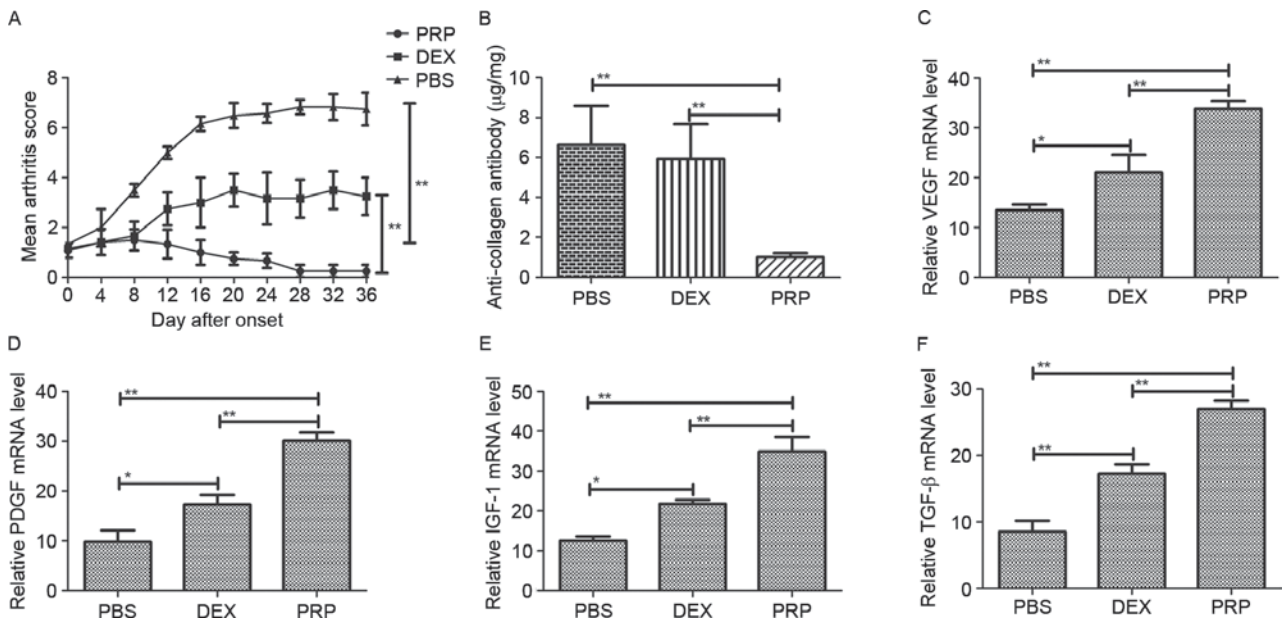 A
PRP
DEX
PBS
Mean arthritis score
8
6
4
2
0
**
**
0 4 8 12 16 20 24 28 32 36
Day after onset
B
Anti-collagen antibody (μg/mg)
10
8
6
4
2
0
**
**
PBS DEX PRP
C
Relative VEGF mRNA level
40
30
20
10
0
**
**
*
PBS DEX PRP
D
Relative PDGF mRNA level
40
30
20
10
0
**
**
*
PBS DEX PRP
E
Relative IGF-1 mRNA level
50
40
30
20
10
0
**
**
*
PBS DEX PRP
F
Relative TGF-β mRNA level
30
20
10
0
**
**
**
PBS DEX PRP